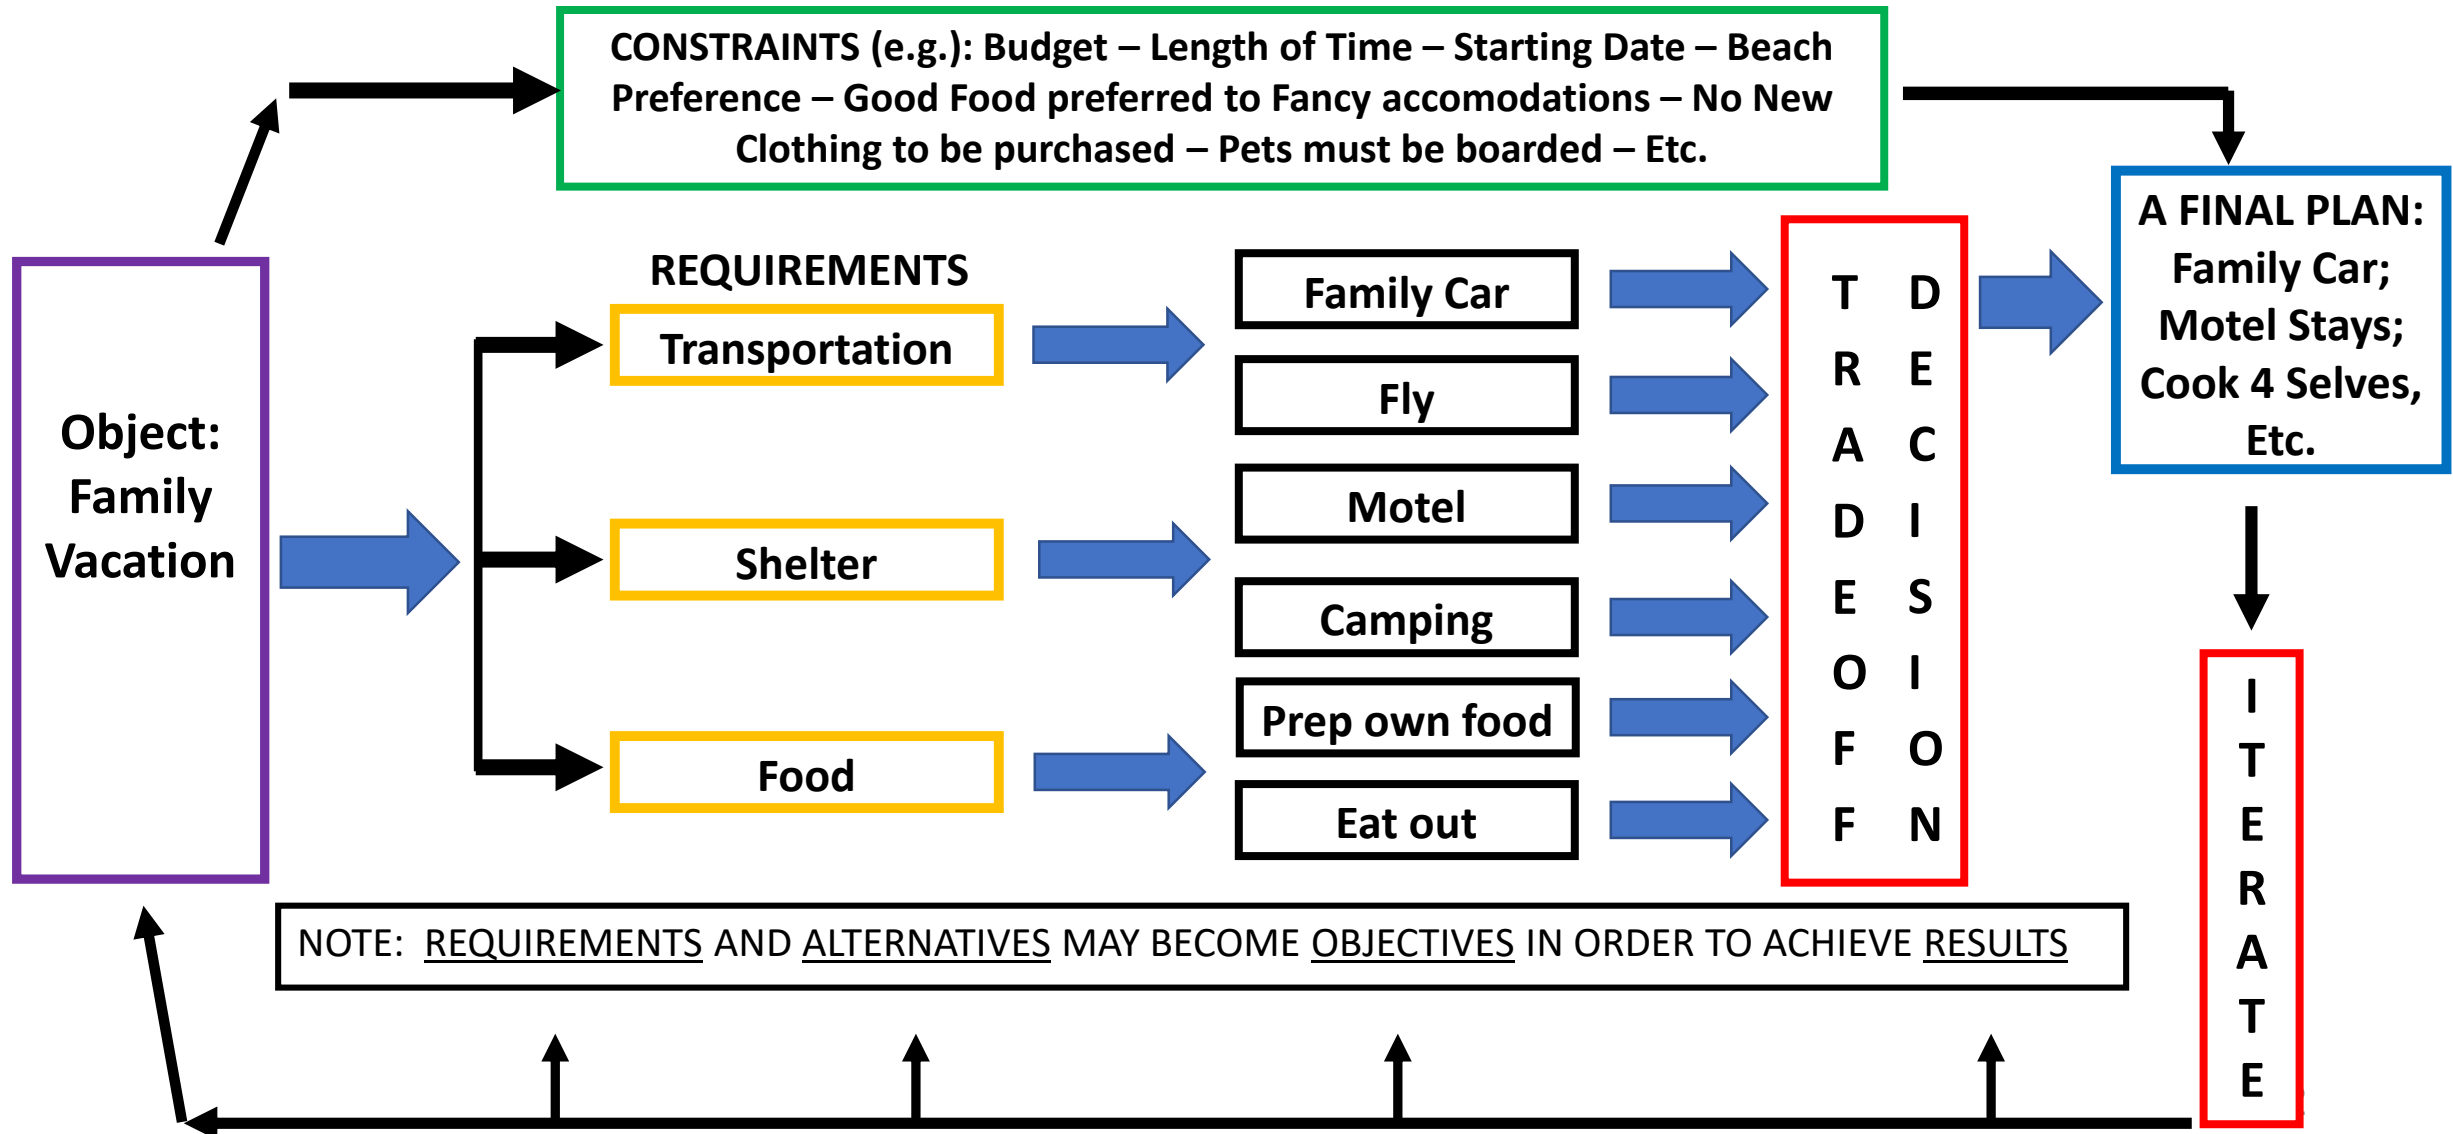 CONSTRAINTS (e.g.): Budget – Length of Time – Starting Date – Beach
Preference – Good Food preferred to Fancy accomodations – No New
Clothing to be purchased – Pets must be boarded – Etc.
Object:
Family
Vacation
REQUIREMENTS
Transportation
Shelter
Food
Family Car
Fly
Motel
Camping
Prep own food
Eat out
TRADEOFF
DECISION
A FINAL PLAN:
Family Car;
Motel Stays;
Cook 4 Selves,
Etc.
ITERATE
NOTE: REQUIREMENTS AND ALTERNATIVES MAY BECOME OBJECTIVES IN ORDER TO ACHIEVE RESULTS